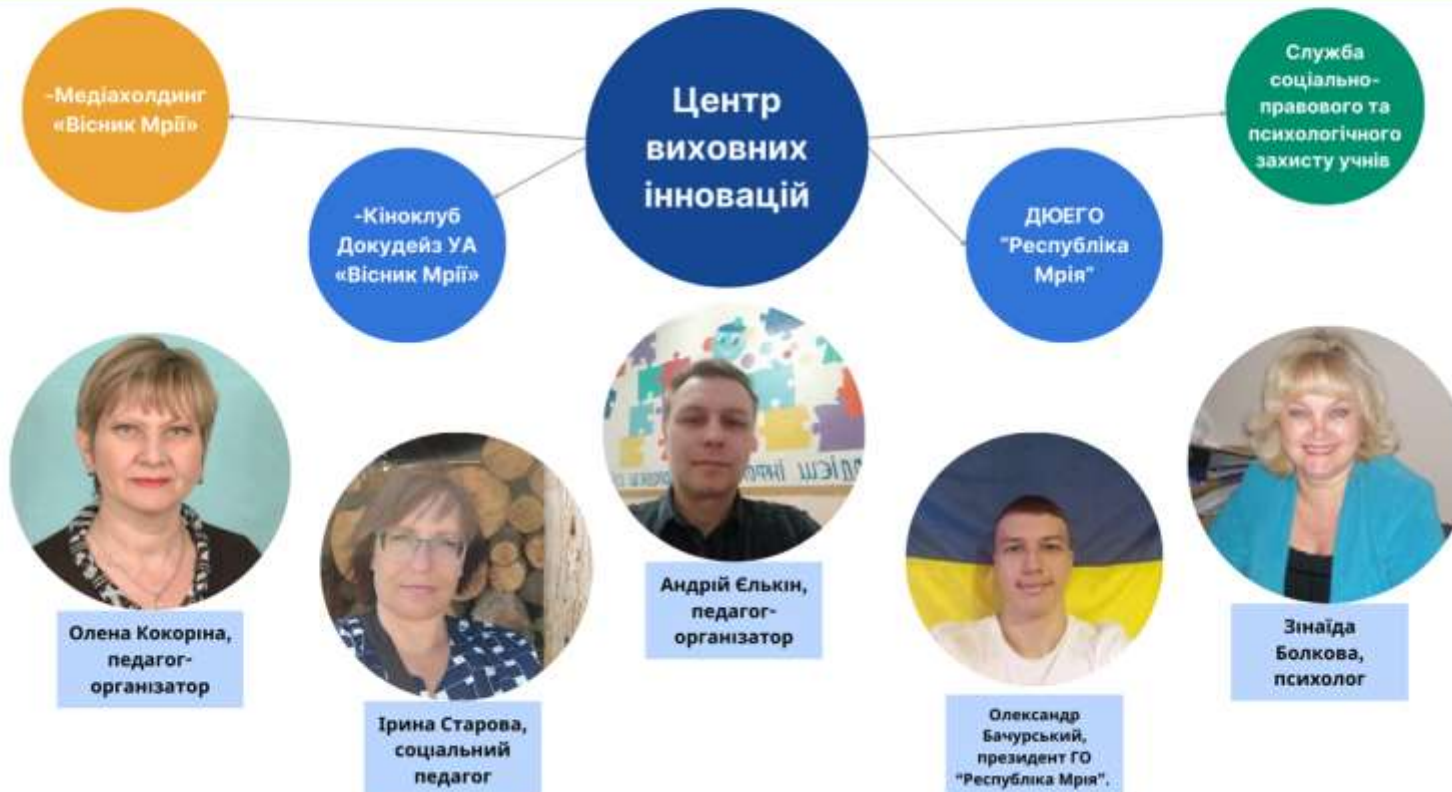 -Медіахолдинг
«Вісник Мрії»
-Кіноклуб
Докудейз УА
«Вісник Мрії»
Центр
виховних
інновацій
ДЮЕГО
"Республіка
Мрія"
Служба
соціально-
правового та
психологічного
захисту учнів
Олена Кокоріна,
педагог-
організатор
Ірина Старова,
соціальний
педагог
Андрій Єлькін,
педагог-
організатор
Олександр
Бачурський,
президент ГО
"Республіка Мрія".
Зінаїда
Болкова,
психолог